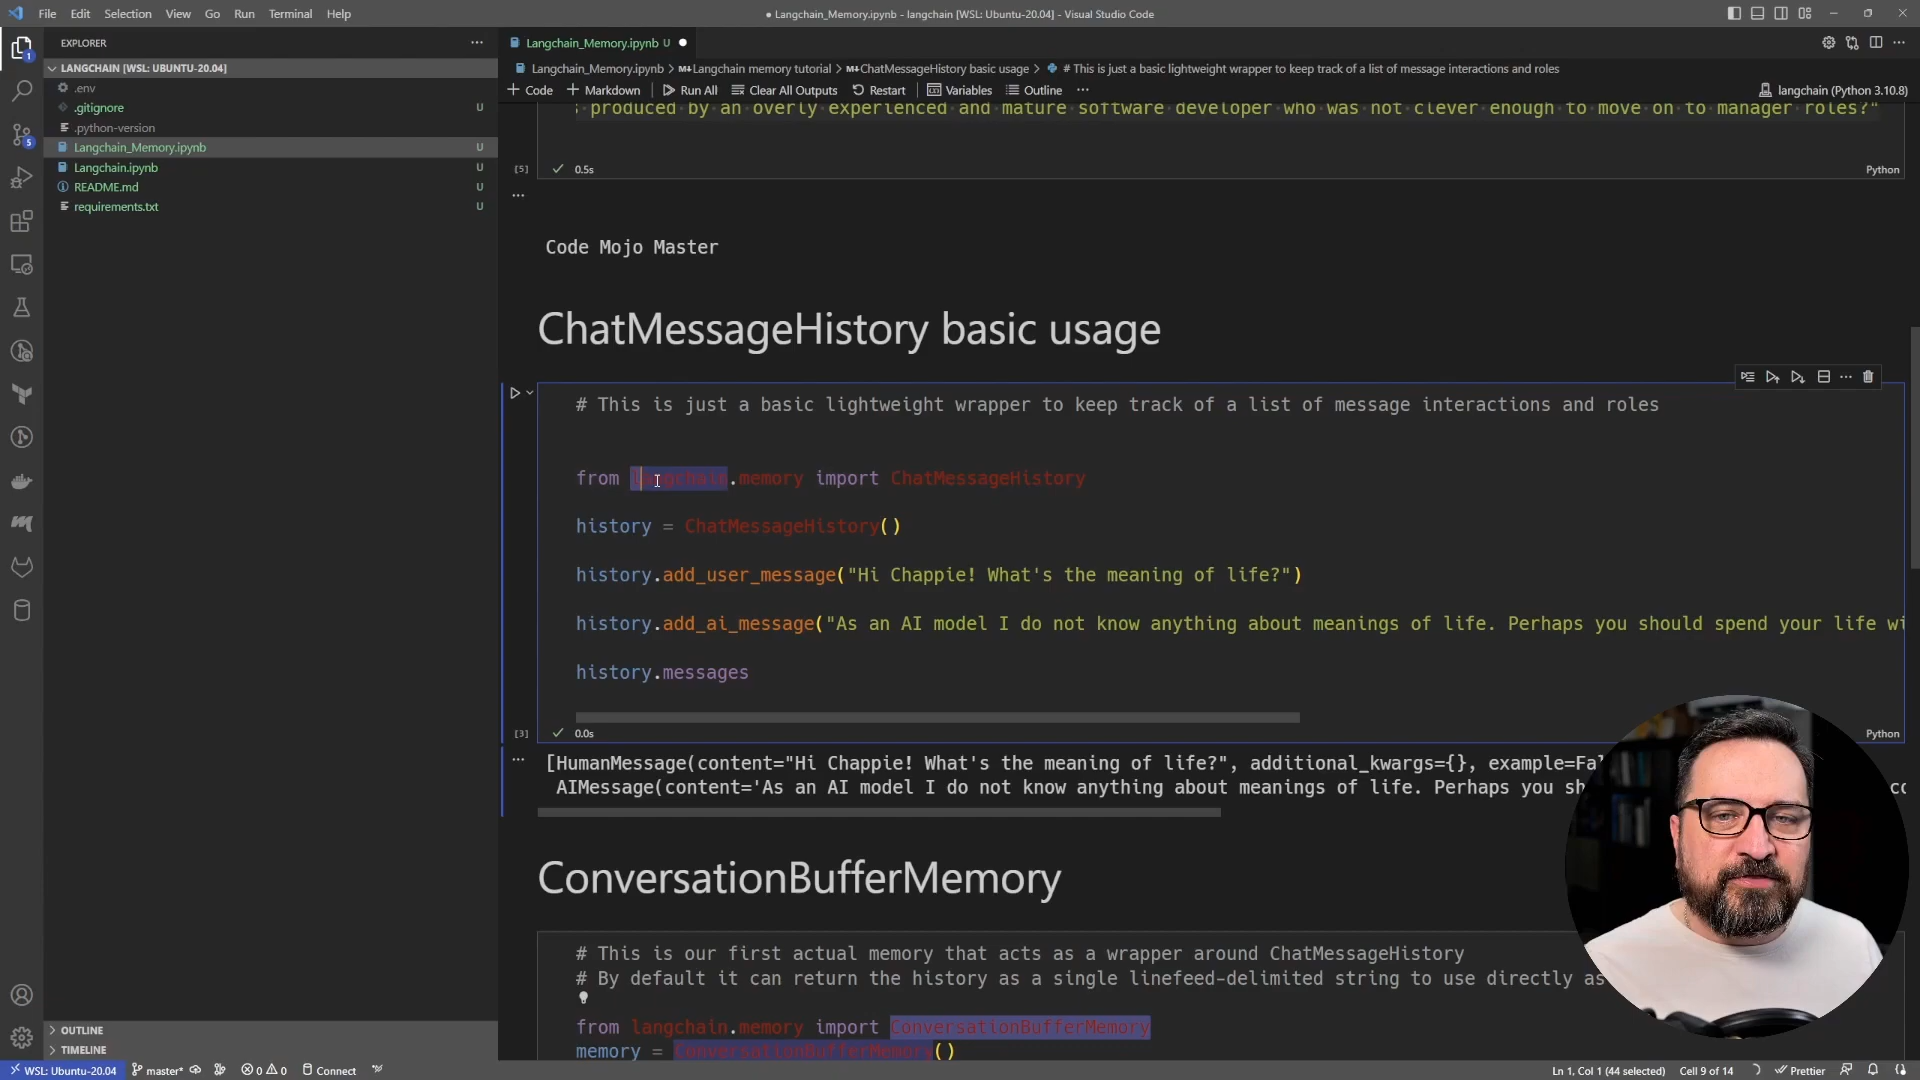 File Edit Selection View Go Run Terminal Help
● Langchain_Memory.ipynb - langchain [WSL: Ubuntu-20.04] - Visual Studio Code
EXPLORER
LANGCHAIN [WSL: UBUNTU-20.04]
.env
.gitignore U
.python-version
Langchain_Memory.ipynb U
Langchain.ipynb U
README.md U
requirements.txt U
OUTLINE
TIMELINE
1
5
Langchain_Memory.ipynb U
Langchain_Memory.ipynb > Langchain memory tutorial > ChatMessageHistory basic usage > # This is just a basic lightweight wrapper to keep track of a list of message interactions and roles
+ Code + Markdown Run All Clear All Outputs Restart Variables Outline ...
langchain (Python 3.10.8)
produced by an overly experienced and mature software developer who was not clever enough to move on to manager roles?"
[5] 0.5s Python
Code Mojo Master
ChatMessageHistory basic usage
# This is just a basic lightweight wrapper to keep track of a list of message interactions and roles
from langchain.memory import ChatMessageHistory
history = ChatMessageHistory()
history.add_user_message("Hi Chappie! What's the meaning of life?")
history.add_ai_message("As an AI model I do not know anything about meanings of life. Perhaps you should spend your life
history.messages
[3] 0.0s Python
[HumanMessage(content="Hi Chappie! What's the meaning of life?", additional_kwargs={},
AIMessage(content='As an AI model I do not know anything about meanings of life. Perhaps you
ConversationBufferMemory
# This is our first actual memory that acts as a wrapper around ChatMessageHistory
# By default it can return the history as a single linefeed-delimited string to use directly as
from langchain.memory import ConversationBufferMemory
memory = ConversationBufferMemory()
WSL: Ubuntu-20.04 master* 0 0 Connect
Ln 1, Col 1 (44 selected) Cell 9 of 14 Prettier